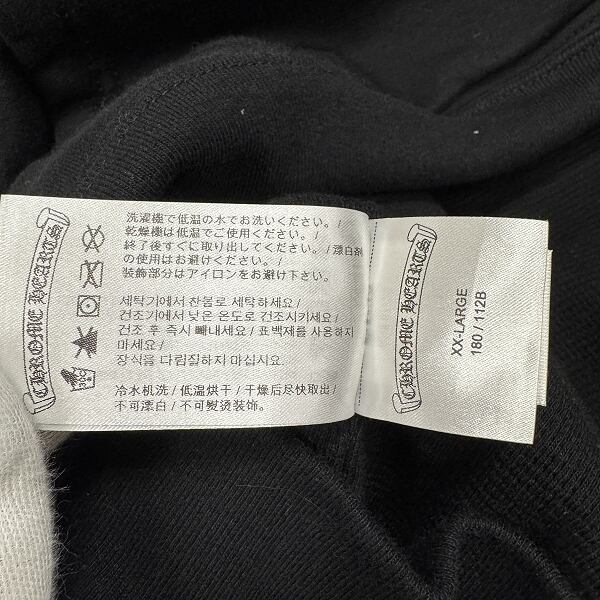 CHROME HEARTS
洗濯機で低温の水でお洗いください。/
乾燥機は低温でご使用ください。/
終了後すぐに取り出してください。/漂白剤
の使用はお避けください。/
装飾部分はアイロンをお避け下さい。
세탁기에서 찬물로 세탁하세요/
건조기에서 낮은 온도로 건조시키세요/
건조 후 즉시 빼내세요/표백제를 사용하지
마세요/
장식을 다림질하지 마십시오.
冷水机洗/低温烘干/干燥后尽快取出/
不可漂白/不可熨烫装饰。
CHROME HEARTS
XX-LARGE
180/112B